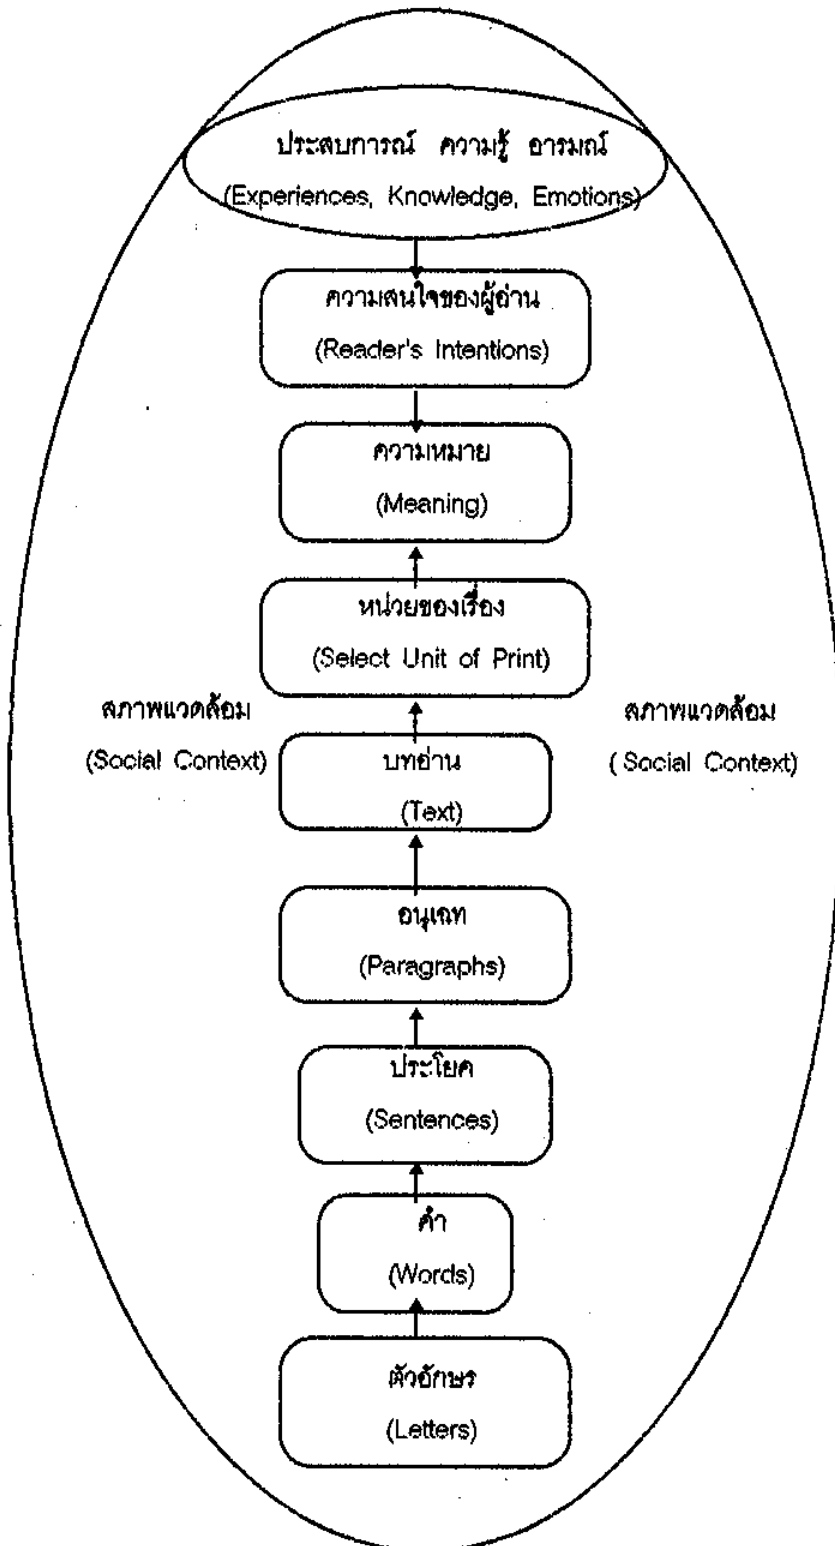 ประสบการณ์ ความรู้ อารมณ์
(Experiences, Knowledge, Emotions)
ความสนใจของผู้อ่าน
(Reader's Intentions)
ความหมาย
(Meaning)
หน่วยของเรื่อง
(Select Unit of Print)
สภาพแวดล้อม
(Social Context)
สภาพแวดล้อม
( Social Context)
บทอ่าน
(Text)
อนุเฉท
(Paragraphs)
ประโยค
(Sentences)
คำ
(Words)
ตัวอักษร
(Letters)